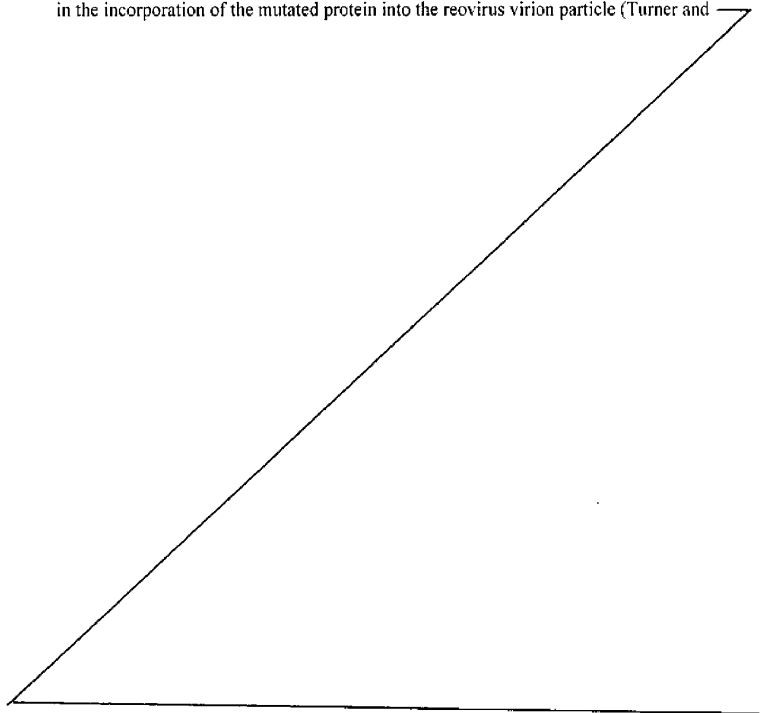 in the incorporation of the mutated protein into the reovirus virion particle (Turner and